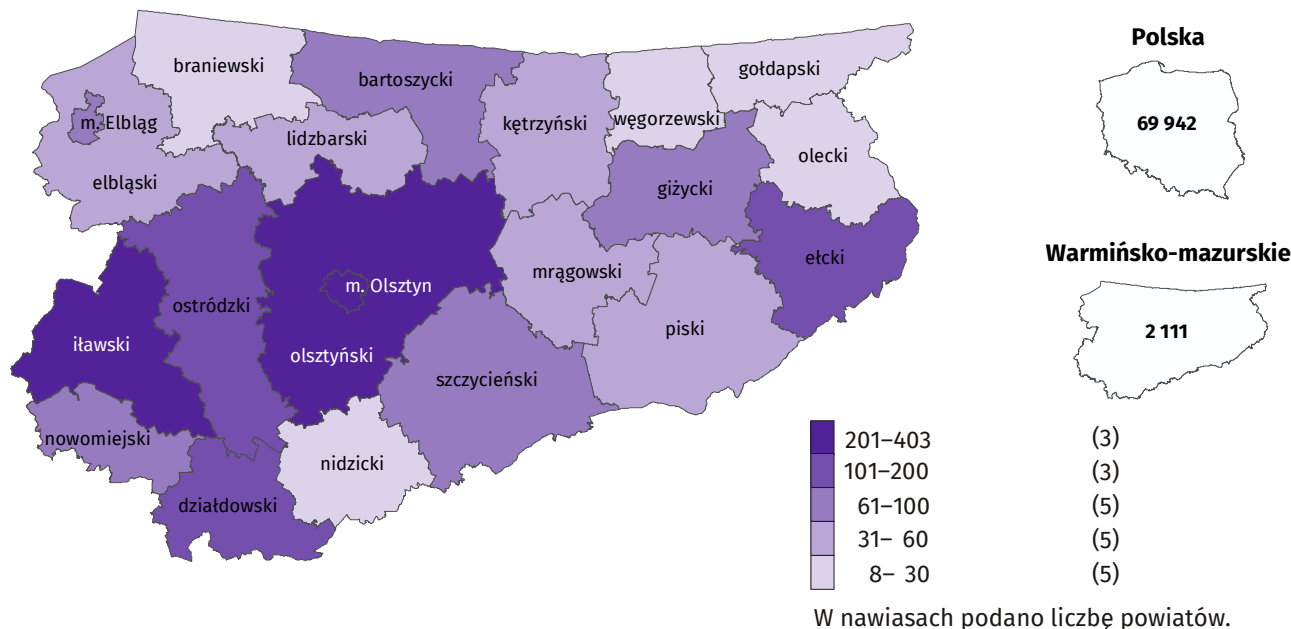 braniewski
bartoszycki
gołdapski
m. Elbląg
lidzbarski
kętrzyński
węgorzewski
olecki
elbląski
giżycki
ełcki
mrągowski
m. Olsztyn
ostródzki
piski
iławski
olsztyński
szczycieński
nowomiejski
nidzicki
działdowski
Polska
69 942
Warmińsko-mazurskie
2 111
201–403 (3)
101–200 (3)
61–100 (5)
31– 60 (5)
8– 30 (5)
W nawiasach podano liczbę powiatów.